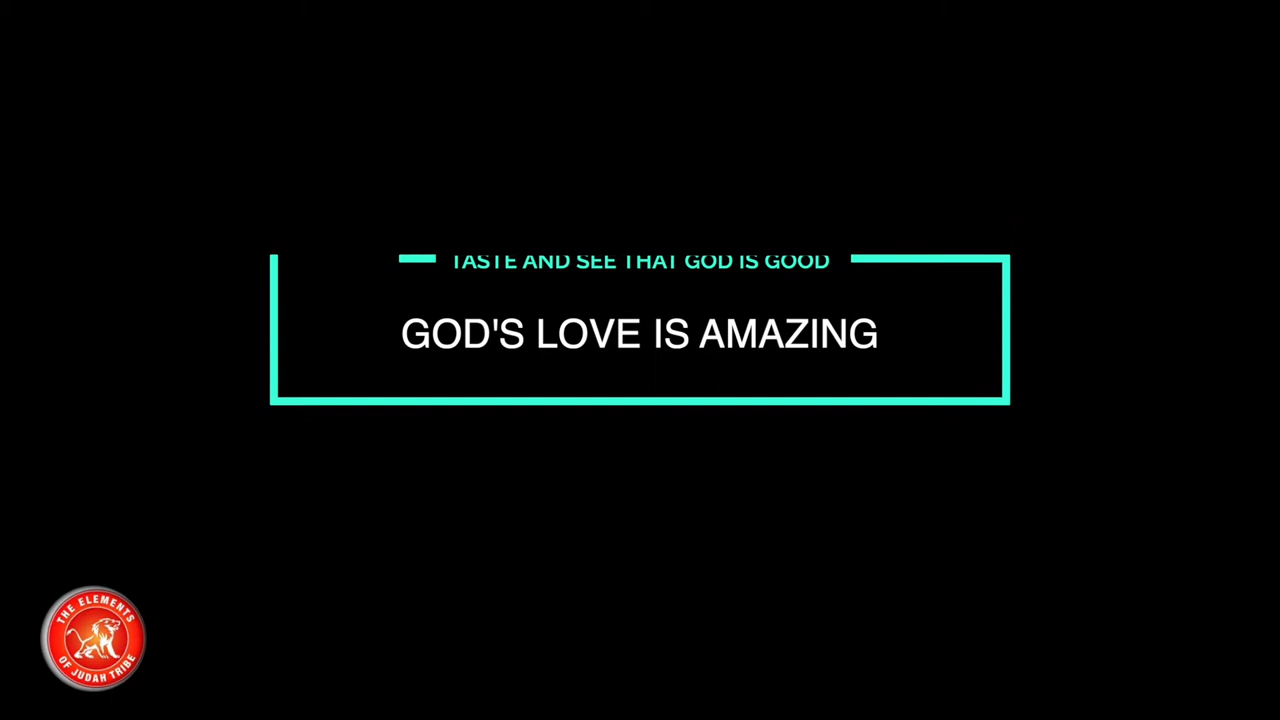 TASTE AND SEE THAT GOD IS GOOD
GOD'S LOVE IS AMAZING
THE ELEMENTS
OF JUDAH TRIBE